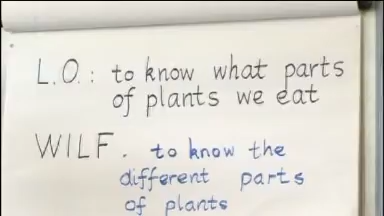 L.O.: to know what parts
of plants we eat
WILF. to know the
different parts
of plants